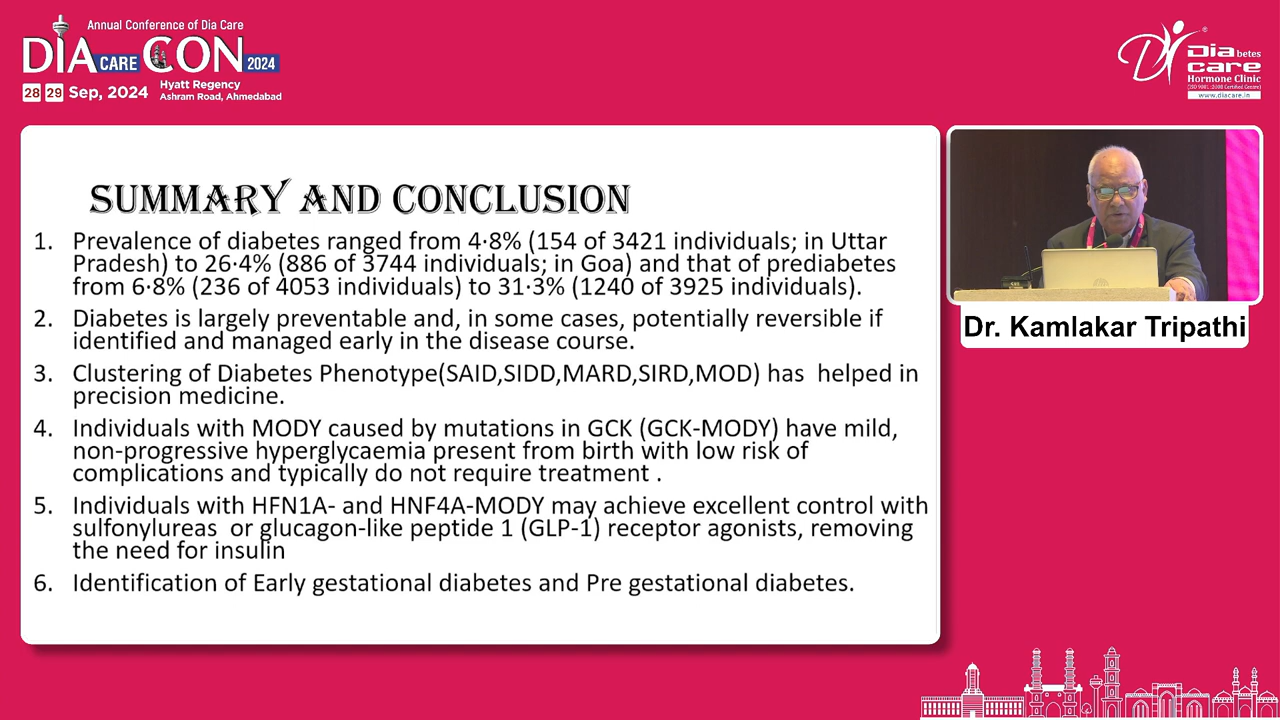 Annual Conference of Dia Care
DIA CARE CON 2024
28 29 Sep, 2024
Hyatt Regency
Ashram Road, Ahmedabad
Diabetes
care
Hormone Clinic
(ISO 9001:2008 Certified Centre)
www.diacare.in
SUMMARY AND CONCLUSION
1. Prevalence of diabetes ranged from 4·8% (154 of 3421 individuals; in Uttar
Pradesh) to 26·4% (886 of 3744 individuals; in Goa) and that of prediabetes
from 6·8% (236 of 4053 individuals) to 31·3% (1240 of 3925 individuals).
2. Diabetes is largely preventable and, in some cases, potentially reversible if
identified and managed early in the disease course.
3. Clustering of Diabetes Phenotype(SAID,SIDD,MARD,SIRD,MOD) has helped in
precision medicine.
4. Individuals with MODY caused by mutations in GCK (GCK-MODY) have mild,
non-progressive hyperglycaemia present from birth with low risk of
complications and typically do not require treatment .
5. Individuals with HFN1A- and HNF4A-MODY may achieve excellent control with
sulfonylureas or glucagon-like peptide 1 (GLP-1) receptor agonists, removing
the need for insulin
6. Identification of Early gestational diabetes and Pre gestational diabetes.
Dr. Kamlakar Tripathi